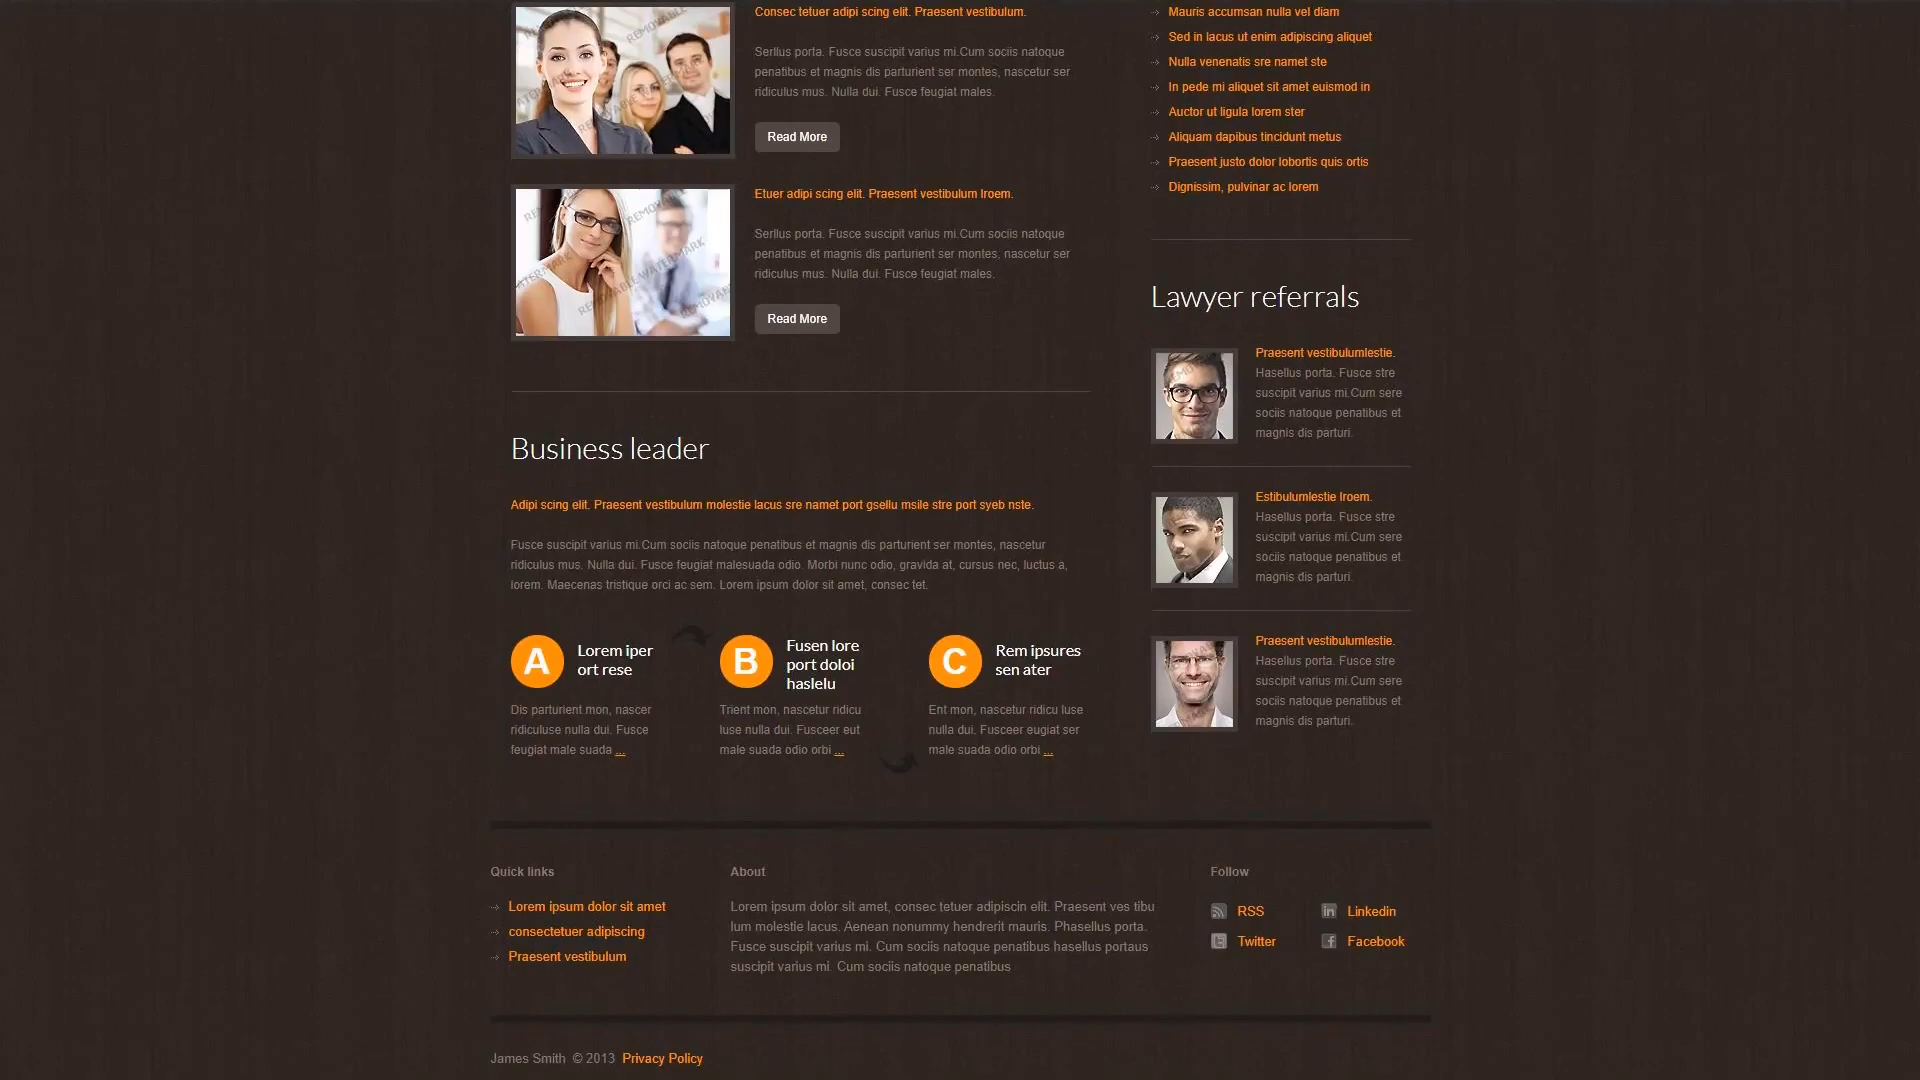 Consec tetuer adipi scing elit. Praesent vestibulum.
Serllus porta. Fusce suscipit varius mi.Cum sociis natoque
penatibus et magnis dis parturient ser montes, nascetur ser
ridiculus mus. Nulla dui. Fusce feugiat males.
Read More
Etuer adipi scing elit. Praesent vestibulum lroem.
Serllus porta. Fusce suscipit varius mi.Cum sociis natoque
penatibus et magnis dis parturient ser montes, nascetur ser
ridiculus mus. Nulla dui. Fusce feugiat males.
Read More
Business leader
Adipi scing elit. Praesent vestibulum molestie lacus sre namet port gsellu msile stre port syeb nste.
Fusce suscipit varius mi.Cum sociis natoque penatibus et magnis dis parturient ser montes, nascetur
ridiculus mus. Nulla dui. Fusce feugiat malesuada odio. Morbi nunc odio, gravida at, cursus nec, luctus a,
lorem. Maecenas tristique orci ac sem. Lorem ipsum dolor sit amet, consec tet.
A
Lorem iper
ort rese
Dis parturient mon, nascer
ridiculuse nulla dui. Fusce
feugiat male suada ...
B
Fusen lore
port doloi
haslelu
Trient mon, nascetur ridicu
luse nulla dui. Fusceer eut
male suada odio orbi ...
C
Rem ipsures
sen ater
Ent mon, nascetur ridicu luse
nulla dui. Fusceer eugiat ser
male suada odio orbi ...
Mauris accumsan nulla vel diam
Sed in lacus ut enim adipiscing aliquet
Nulla venenatis sre namet ste
In pede mi aliquet sit amet euismod in
Auctor ut ligula lorem ster
Aliquam dapibus tincidunt metus
Praesent justo dolor lobortis quis ortis
Dignissim, pulvinar ac lorem
Lawyer referrals
Praesent vestibulumlestie.
Hasellus porta. Fusce stre
suscipit varius mi.Cum sere
sociis natoque penatibus et
magnis dis parturi.
Estibulumlestie lroem.
Hasellus porta. Fusce stre
suscipit varius mi.Cum sere
sociis natoque penatibus et
magnis dis parturi.
Praesent vestibulumlestie.
Hasellus porta. Fusce stre
suscipit varius mi.Cum sere
sociis natoque penatibus et
magnis dis parturi.
Quick links
Lorem ipsum dolor sit amet
consectetuer adipiscing
Praesent vestibulum
About
Lorem ipsum dolor sit amet, consec tetuer adipiscin elit. Praesent ves tibu
lum molestie lacus. Aenean nonummy hendrerit mauris. Phasellus porta.
Fusce suscipit varius mi. Cum sociis natoque penatibus hasellus portaus
suscipit varius mi. Cum sociis natoque penatibus
Follow
RSS
Linkedin
Twitter
Facebook
James Smith © 2013 Privacy Policy